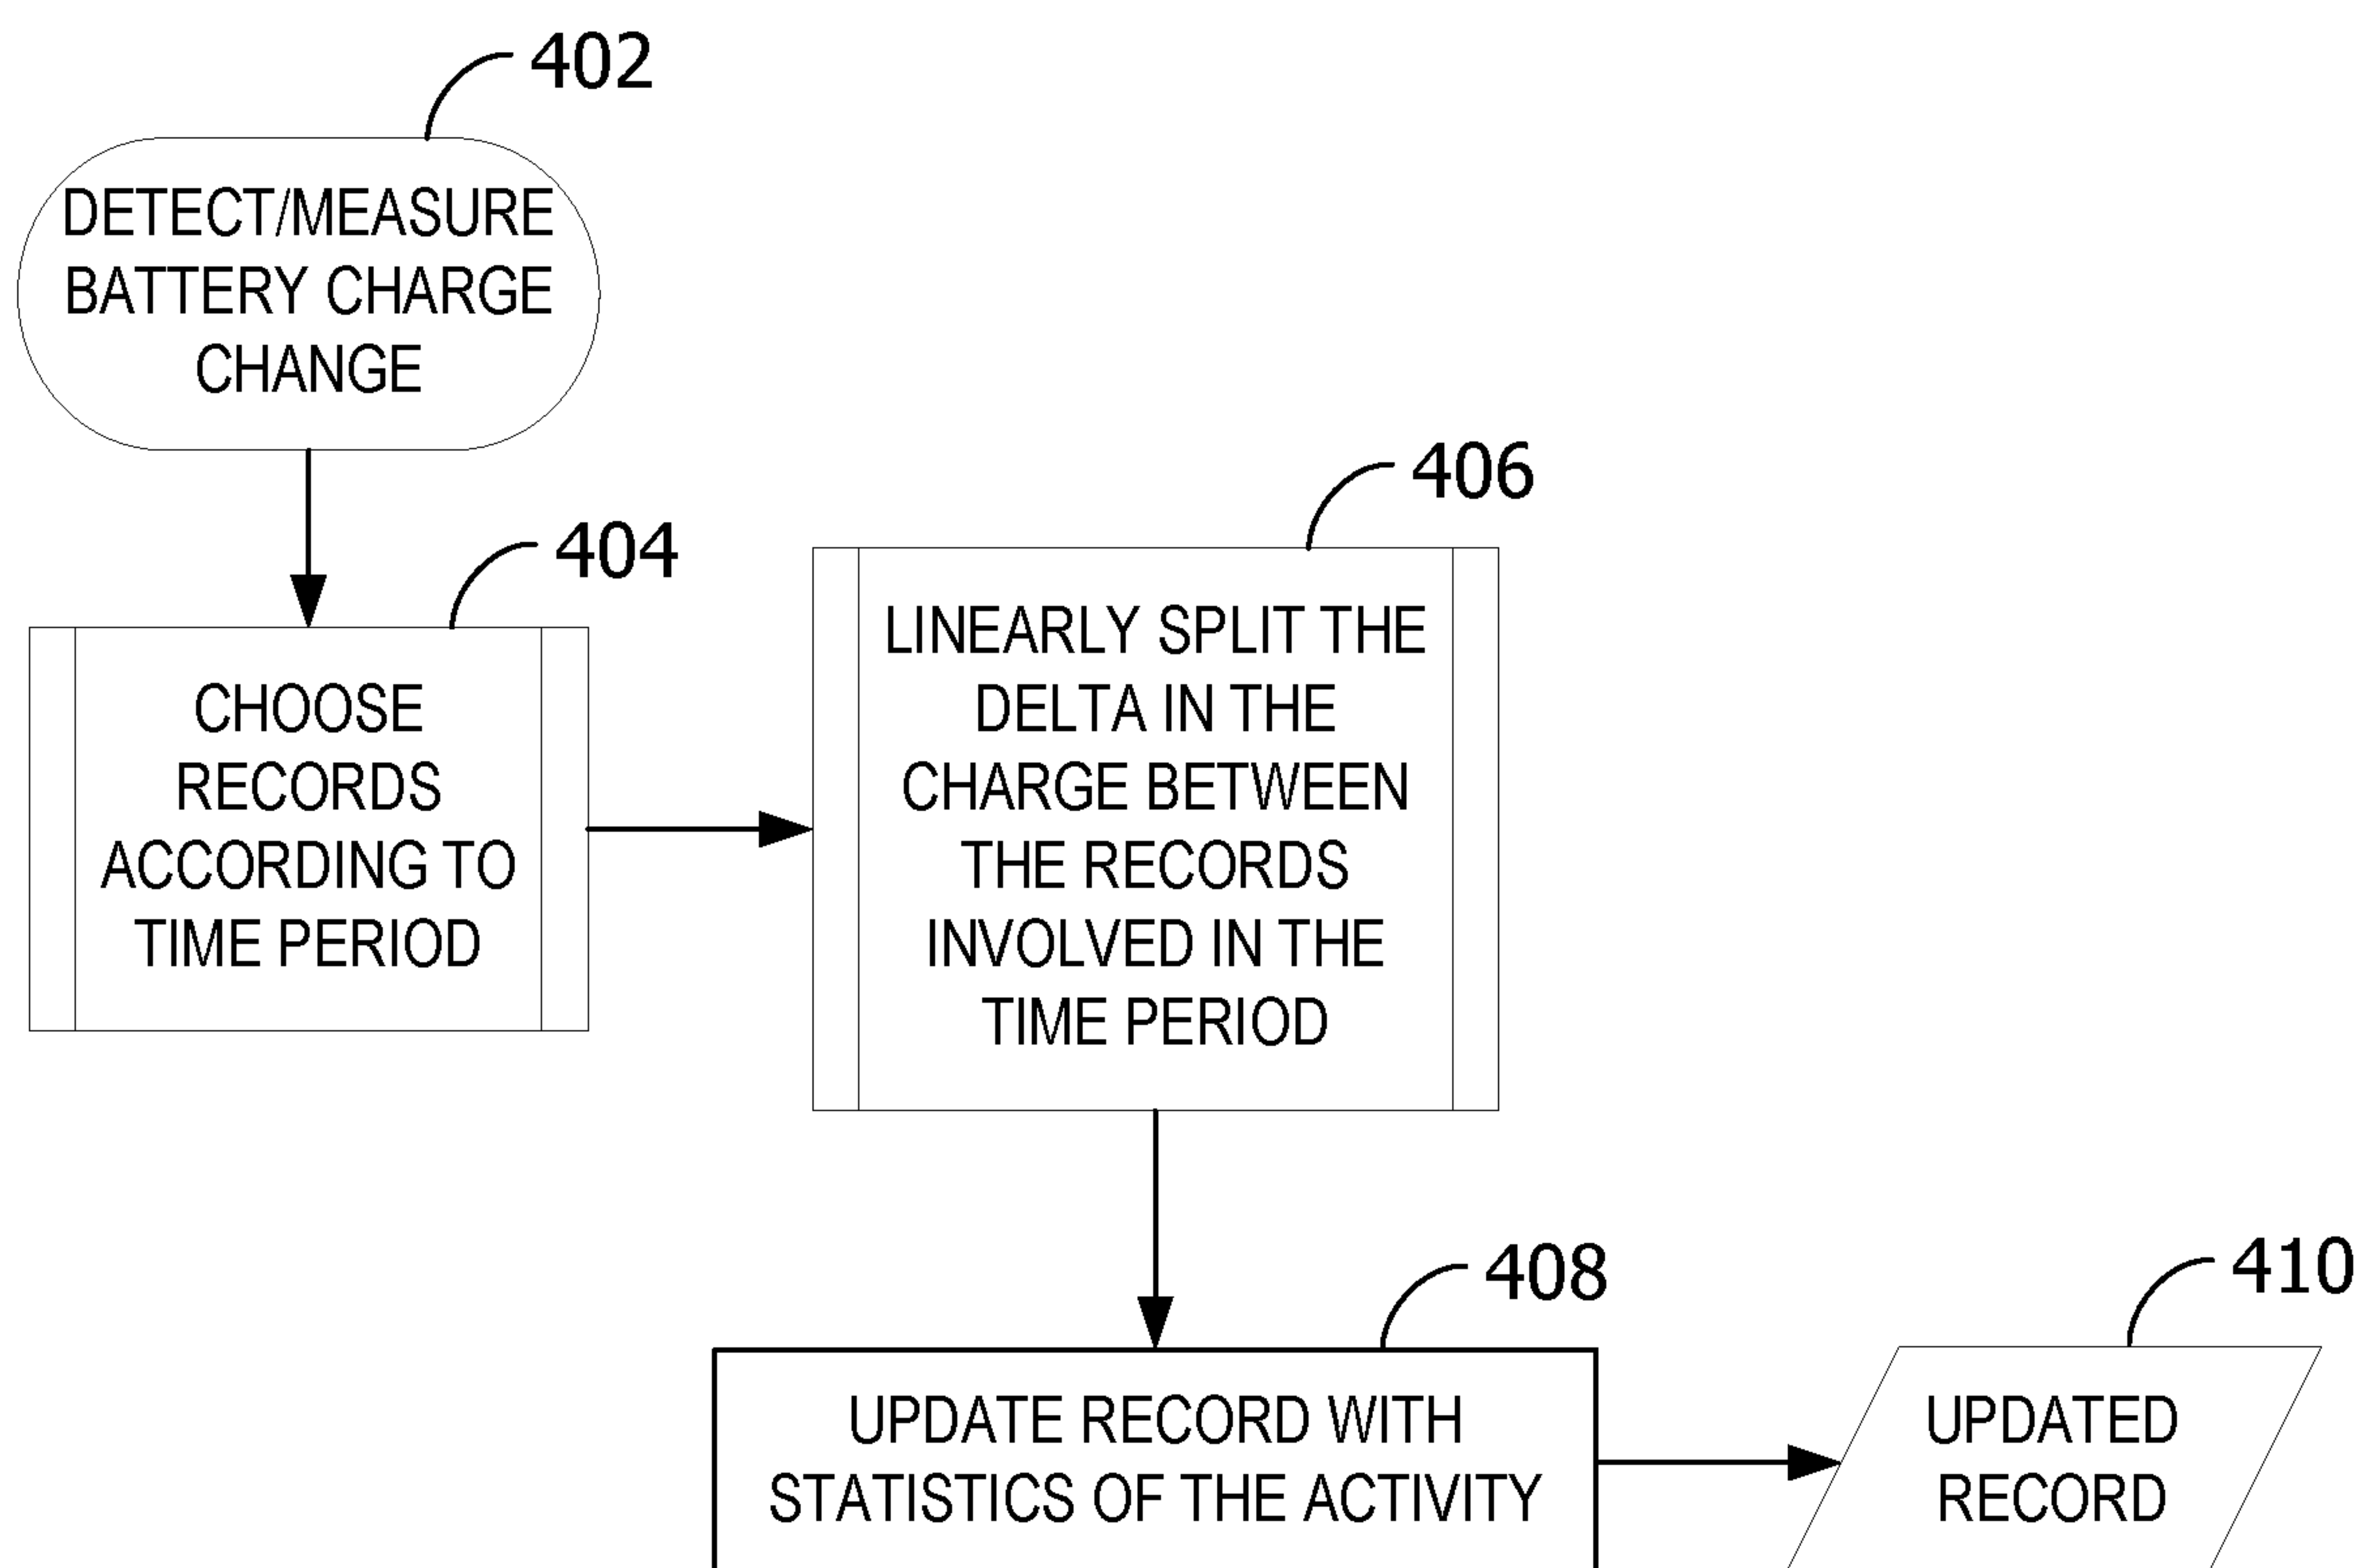 402
DETECT/MEASURE
BATTERY CHARGE
CHANGE
404
CHOOSE
RECORDS
ACCORDING TO
TIME PERIOD
406
LINEARLY SPLIT THE
DELTA IN THE
CHARGE BETWEEN
THE RECORDS
INVOLVED IN THE
TIME PERIOD
408
UPDATE RECORD WITH
STATISTICS OF THE ACTIVITY
410
UPDATED
RECORD